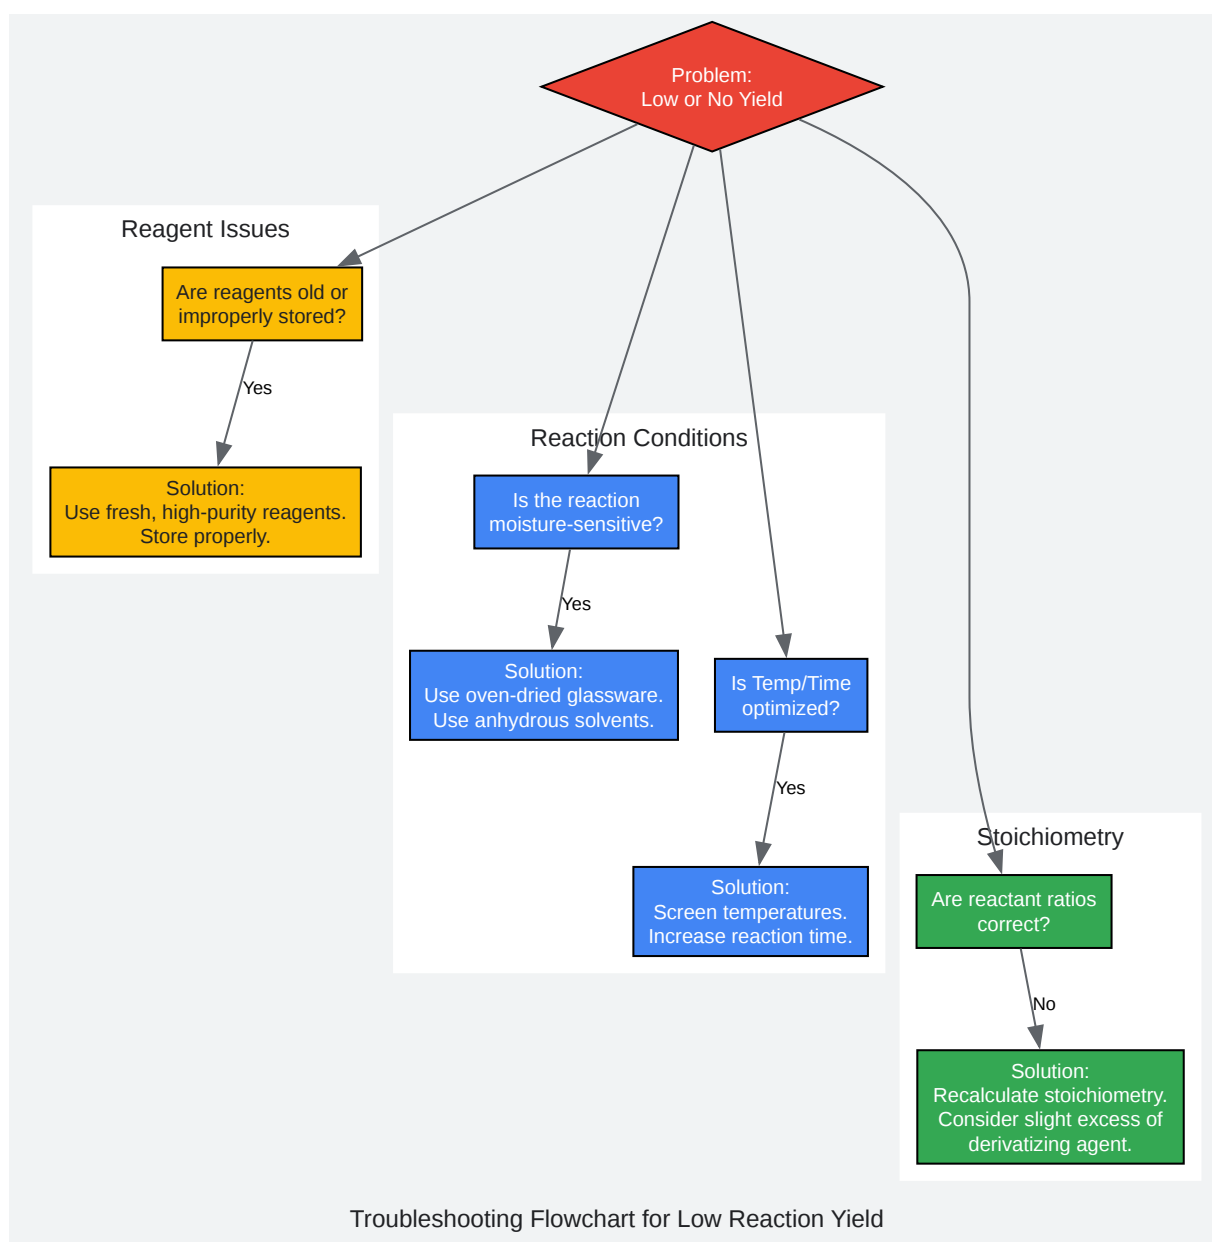 Problem:
Low or No Yield
Reagent Issues
Are reagents old or
improperly stored?
Yes
Solution:
Use fresh, high-purity reagents.
Store properly.
Reaction Conditions
Is the reaction
moisture-sensitive?
Yes
Solution:
Use oven-dried glassware.
Use anhydrous solvents.
Is Temp/Time
optimized?
Yes
Solution:
Screen temperatures.
Increase reaction time.
Stoichiometry
Are reactant ratios
correct?
No
Solution:
Recalculate stoichiometry.
Consider slight excess of
derivatizing agent.
Troubleshooting Flowchart for Low Reaction Yield